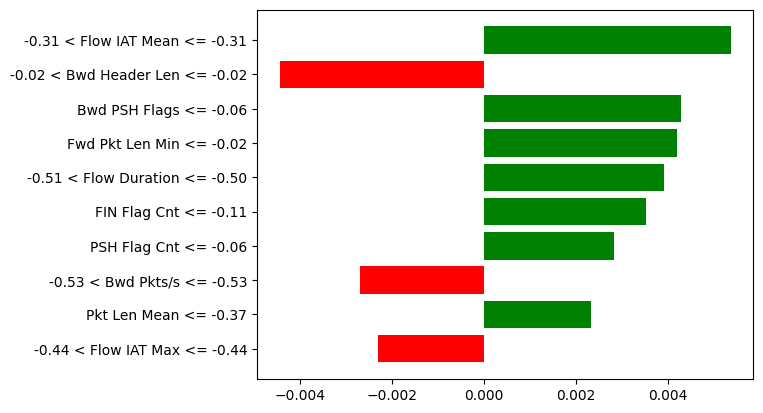 -0.31 < Flow IAT Mean <= -0.31
-0.02 < Bwd Header Len <= -0.02
Bwd PSH Flags <= -0.06
Fwd Pkt Len Min <= -0.02
-0.51 < Flow Duration <= -0.50
FIN Flag Cnt <= -0.11
PSH Flag Cnt <= -0.06
-0.53 < Bwd Pkts/s <= -0.53
Pkt Len Mean <= -0.37
-0.44 < Flow IAT Max <= -0.44
−0.004 −0.002 0.000 0.002 0.004